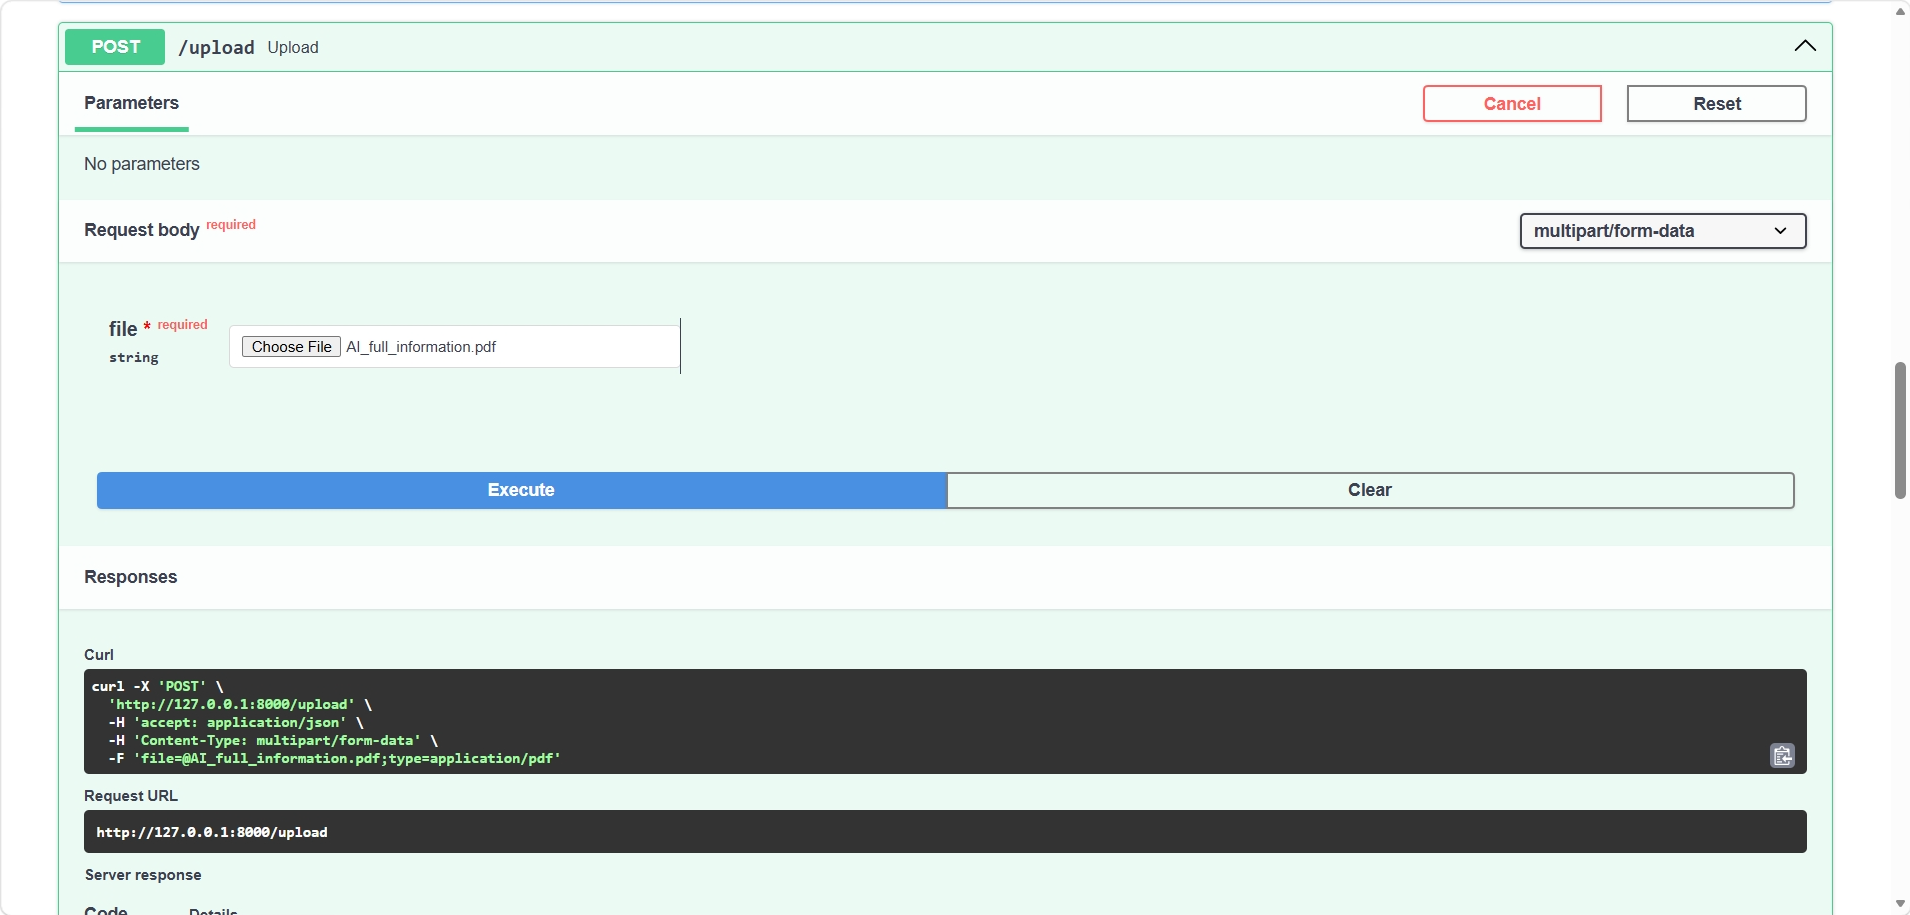 POST /upload Upload
Parameters
Cancel
Reset
No parameters
Request body required
multipart/form-data
file * required
string
Choose File AI_full_information.pdf
Execute
Clear
Responses
Curl
curl -X 'POST' \
  'http://127.0.0.1:8000/upload' \
  -H 'accept: application/json' \
  -H 'Content-Type: multipart/form-data' \
  -F 'file=@AI_full_information.pdf;type=application/pdf'
Request URL
http://127.0.0.1:8000/upload
Server response
Code Details